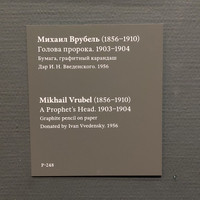 Михаил Врубель (1856–1910)
Голова пророка. 1903–1904
Бумага, графитный карандаш
Дар И. Н. Введенского, 1956
Mikhail Vrubel (1856–1910)
A Prophet's Head. 1903–1904
Graphite pencil on paper
Donated by Ivan Vvedensky. 1956
Р-248